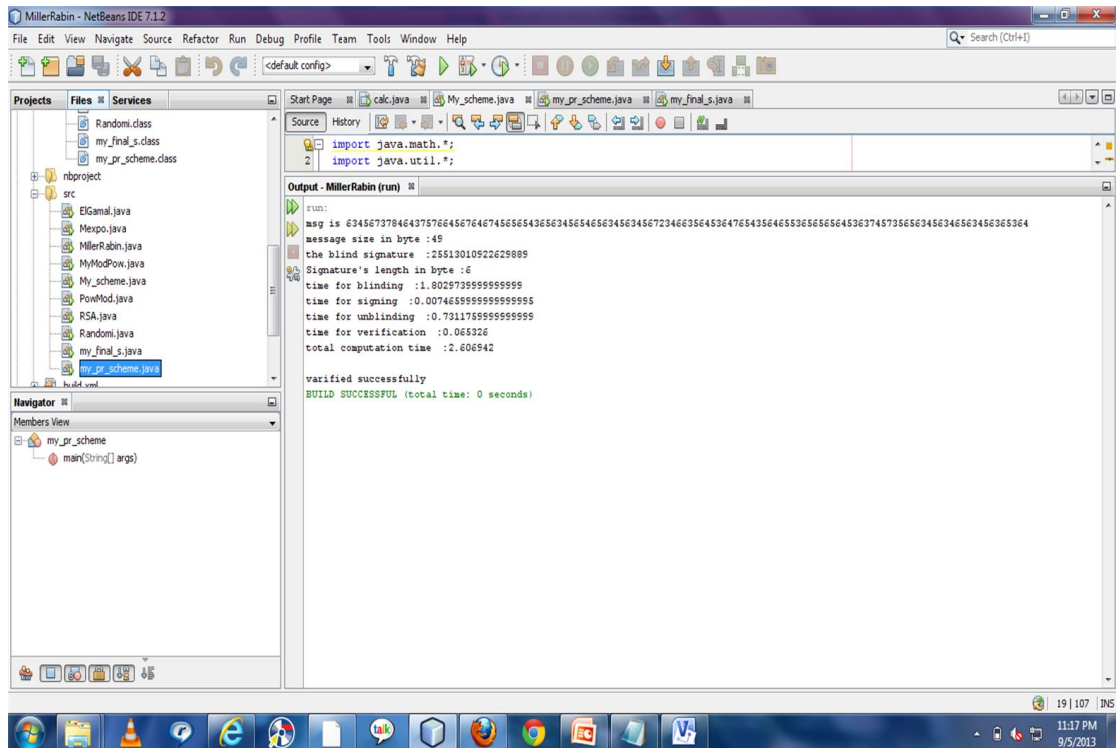 MillerRabin - NetBeans IDE 7.1.2
File Edit View Navigate Source Refactor Run Debug Profile Team Tools Window Help
Search (Ctrl+I)
<default config>
Projects Files Services
Randomi.class
my_final_s.class
my_pr_scheme.class
nbproject
src
ElGamal.java
Mexpo.java
MillerRabin.java
MyModPow.java
My_scheme.java
PowMod.java
RSA.java
Randomi.java
my_final_s.java
my_pr_scheme.java
build.xml
Navigator
Members View
my_pr_scheme
main(String[] args)
Start Page calc.java My_scheme.java my_pr_scheme.java my_final_s.java
Source History
import java.math.*;
2 import java.util.*;
Output - MillerRabin (run)
run:
msg is
message size in byte :49
the blind signature :25513010922629889
Signature's length in byte :6
time for blinding :1.8029739999999999
time for signing :0.0074659999999999995
time for unblinding :0.7311759999999999
time for verification :0.065326
total computation time :2.606942
varified successfully
BUILD SUCCESSFUL (total time: 0 seconds)
19 | 107 INS
talk
11:17 PM
9/5/2013